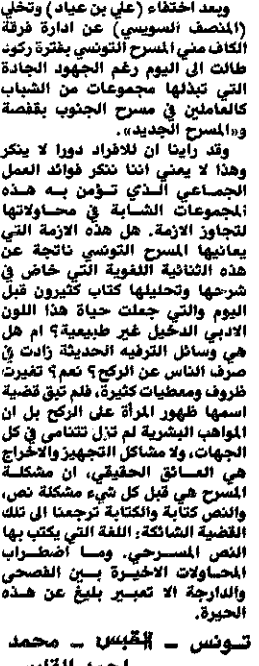 وبعد اختفاء (علي بن عياد) وتخلي
(المنصف السويسي) عن ادارة فرقة
الكاف مني المسرح التونسي بفترة ركود
طالت الى اليوم رغم الجهود الجادة
التي تبذلها مجموعات من الشباب
كالعاملين في مسرح الجنوب بقفصة
و«المسرح الجديد».
وقد راينا ان للافراد دورا لا ينكر
وهذا لا يعني اننا ننكر فوائد العمل
الجماعي الذي تؤمن به هذه
المجموعات الشابة في محاولاتها
لتجاوز الازمة. هل هذه الازمة التي
يعانيها المسرح التونسي ناتجة عن
هذه الثنائية اللغوية التي خاض في
شرحها وتحليلها كتاب كثيرون قبل
اليوم والتي جعلت حياة هذا اللون
الادبي الدخيل غير طبيعية؟ ام هل
هي وسائل الترفيه الحديثة زادت في
صرف الناس عن الركح؟ نعم؟ تغيرت
ظروف ومعطيات كثيرة، فلم تبق قضية
اسمها ظهور المرأة على الركح بل ان
المواهب البشرية لم تزل تتنامى في كل
الجهات، ولا مشاكل التجهيز والاخراج
هي العائق الحقيقي، ان مشكلة
المسرح هي قبل كل شيء مشكلة نص،
والنص كتابة والكتابة ترجعنا الى تلك
القضية الشائكة: اللغة التي يكتب بها
النص المسرحي. وما اضطراب
المحاولات الاخيرة بين الفصحى
والدارجة الا تعبير بليغ عن هذه
الحيرة.
تونس – القبس – محمد